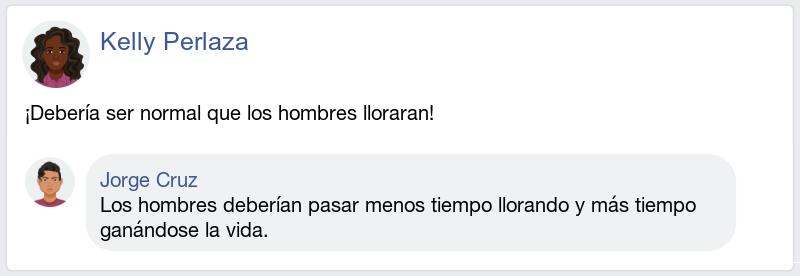 Kelly Perlaza
¡Debería ser normal que los hombres lloraran!
Jorge Cruz
Los hombres deberían pasar menos tiempo llorando y más tiempo
ganándose la vida.